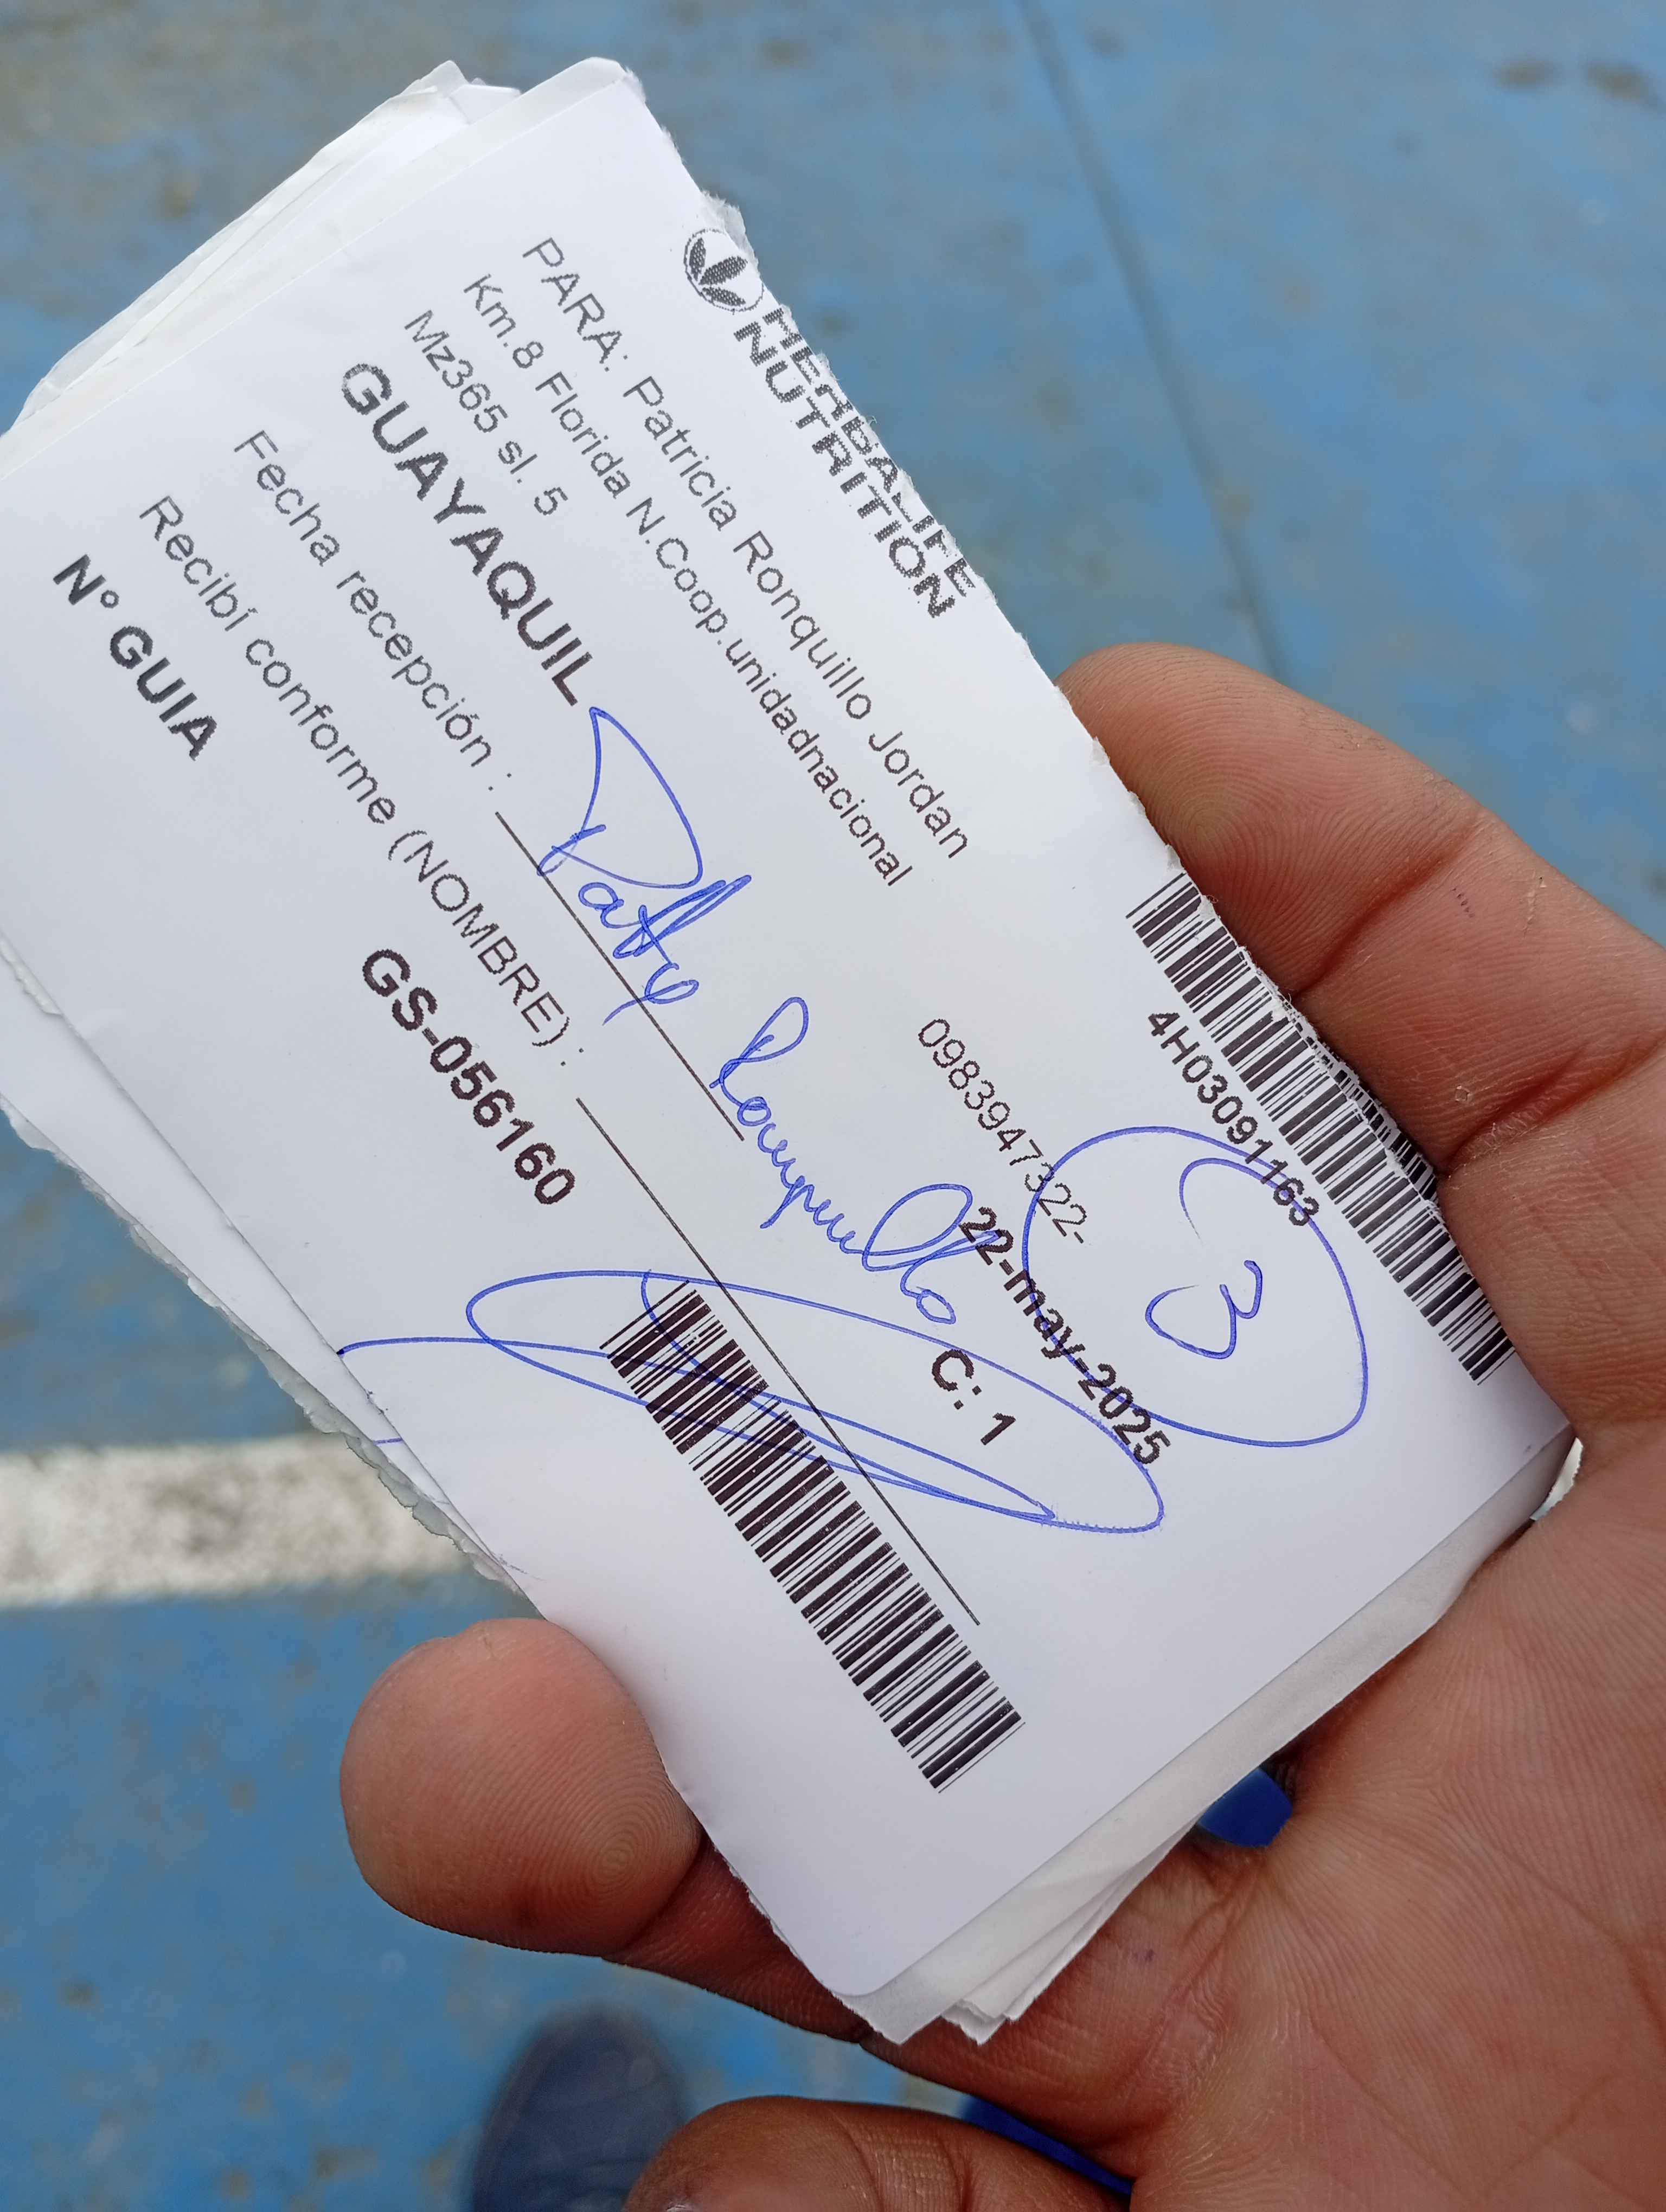 HERBALIFE
NUTRITION
4H03091163
PARA: Patricia Ronquillo Jordan
Km.8 Florida N.Coop.unidadnacional
0983947322-
Mz365 sl. 5
22-may-2025
GUAYAQUIL
C: 1
3
Fecha recepción :
Patty Ronquillo
Recibí conforme (NOMBRE) :
N° GUIA
GS-056160